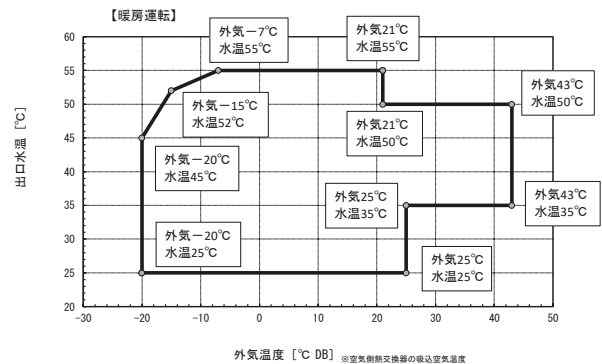 【暖房運転】
外気－7℃
水温55℃
外気21℃
水温55℃
外気43℃
水温50℃
外気－15℃
水温52℃
外気21℃
水温50℃
外気－20℃
水温45℃
外気25℃
水温35℃
外気43℃
水温35℃
外気－20℃
水温25℃
外気25℃
水温25℃
出口水温 [℃]
60
55
50
45
40
35
30
25
20
-30
-20
-10
0
10
20
30
40
50
外気温度 [℃ DB] ※空気側熱交換器の吸込空気温度